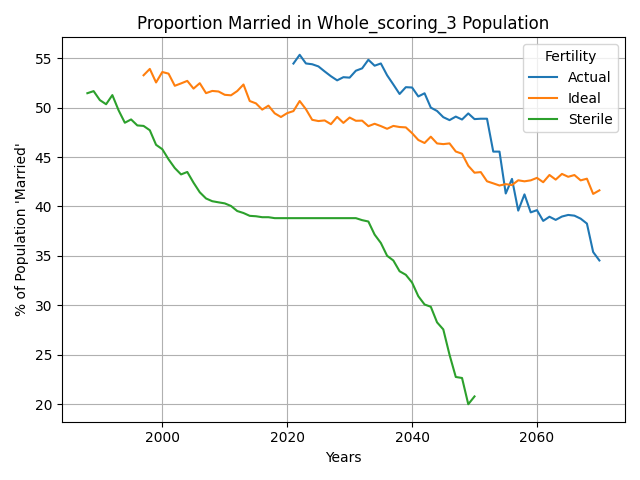 Proportion Married in Whole_scoring_3 Population
% of Population 'Married'
55
50
45
40
35
30
25
20
2000
2020
2040
2060
Years
Fertility
Actual
Ideal
Sterile